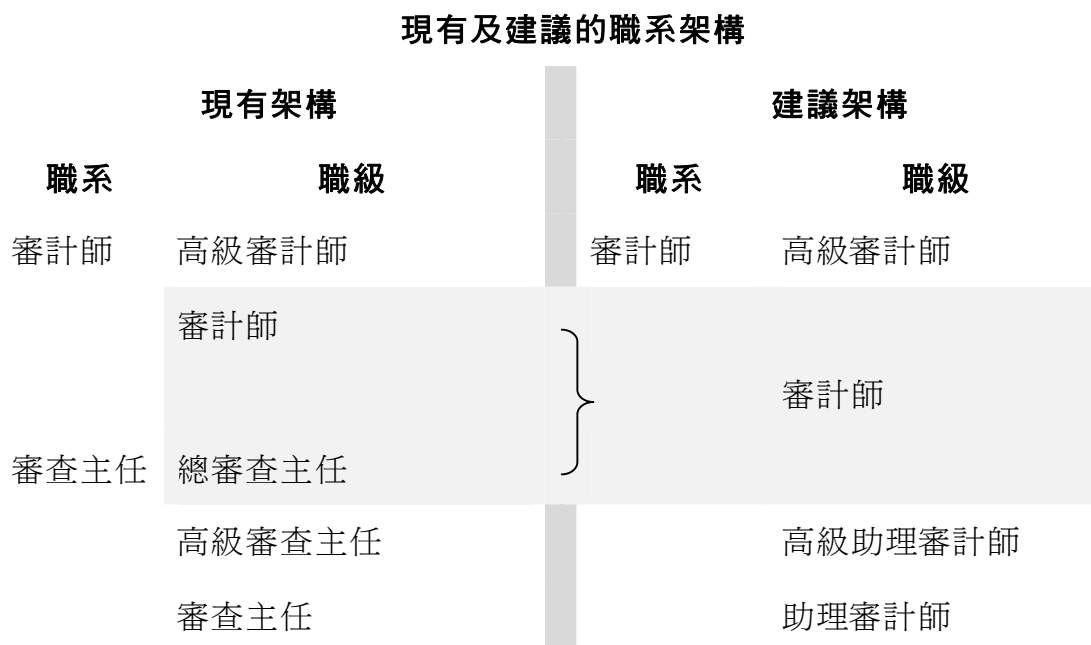 現有及建議的職系架構
現有架構 建議架構
職系 職級 職系 職級
審計師 高級審計師 審計師 高級審計師
審計師
審計師
審查主任 總審查主任
高級審查主任 高級助理審計師
審查主任 助理審計師